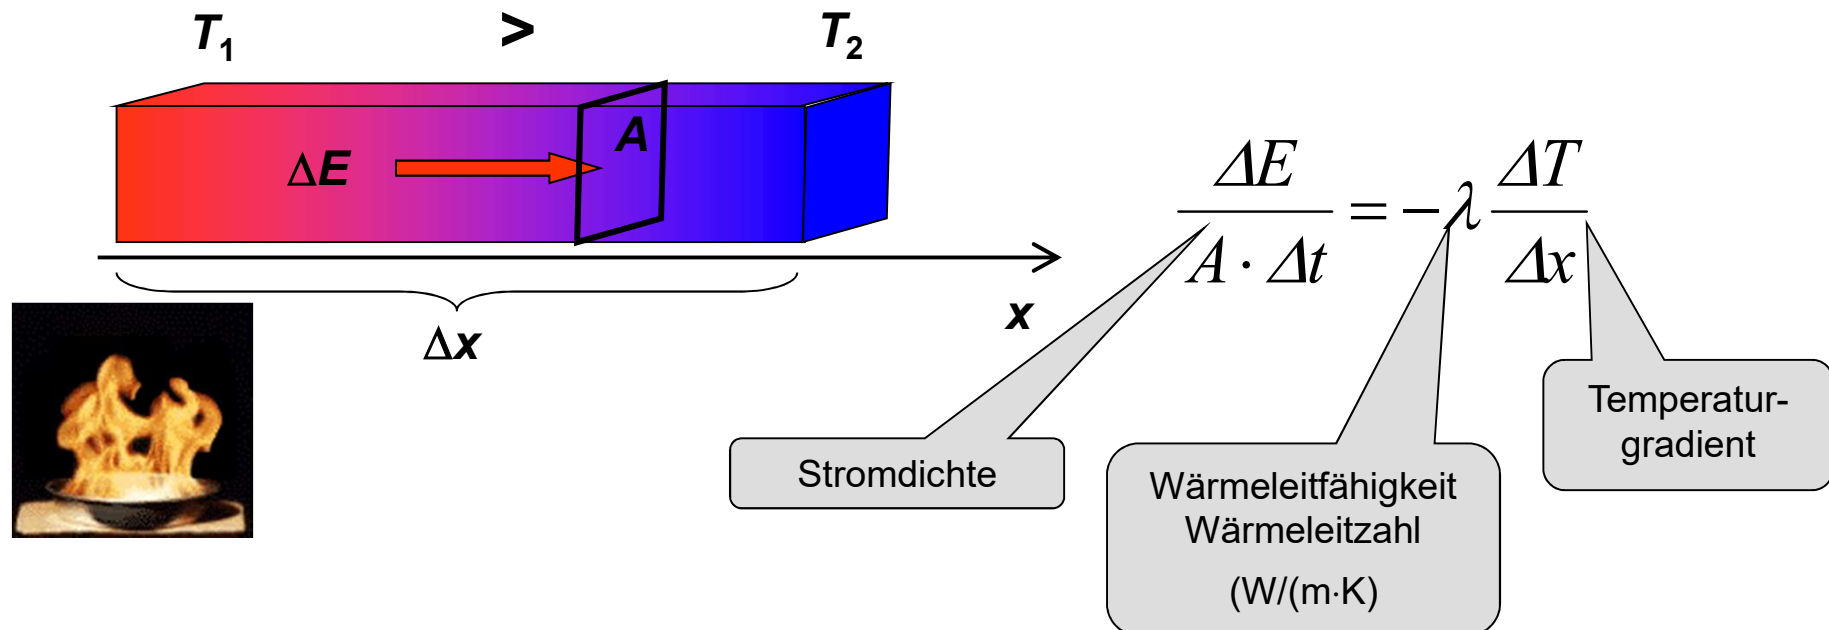 T₁ > T₂
A
ΔE
ΔE / (A · Δt) = −λ ΔT / Δx
x
Δx
Temperatur-
gradient
Stromdichte
Wärmeleitfähigkeit
Wärmeleitzahl
(W/(m·K)